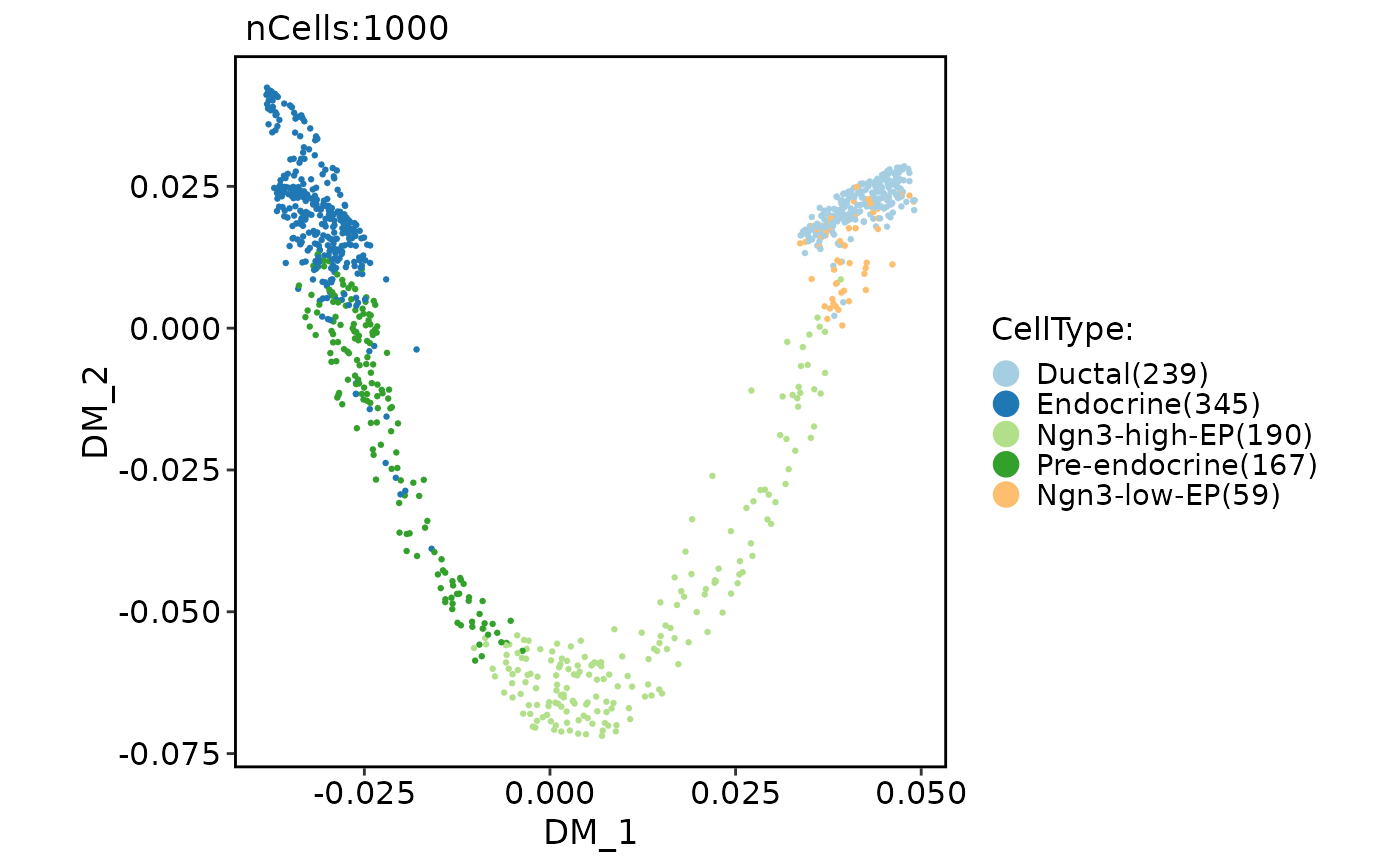 nCells:1000
0.025
0.000
-0.025
-0.050
-0.075
DM_2
-0.025
0.000
0.025
0.050
DM_1
CellType:
Ductal(239)
Endocrine(345)
Ngn3-high-EP(190)
Pre-endocrine(167)
Ngn3-low-EP(59)